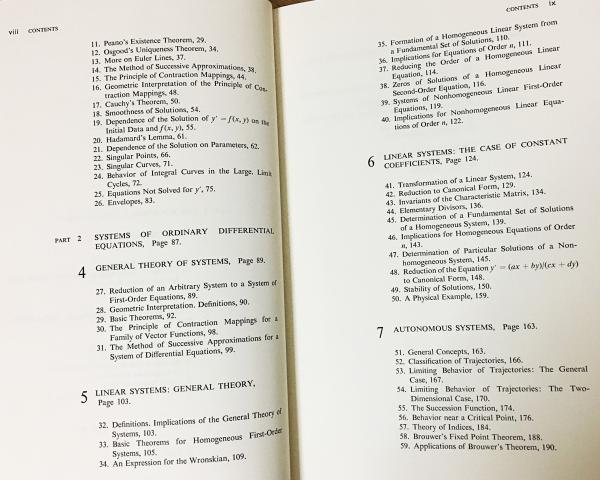 viii CONTENTS
11. Peano's Existence Theorem, 29.
12. Osgood's Uniqueness Theorem, 34.
13. More on Euler Lines, 37.
14. The Method of Successive Approximations, 38.
15. The Principle of Contraction Mappings, 44.
16. Geometric Interpretation of the Principle of Con-
traction Mappings, 48.
17. Cauchy's Theorem, 50.
18. Smoothness of Solutions, 54.
19. Dependence of the Solution of y' = f(x, y) on the
Initial Data and f(x, y), 55.
20. Hadamard's Lemma, 61.
21. Dependence of the Solution on Parameters, 62.
22. Singular Points, 66.
23. Singular Curves, 71.
24. Behavior of Integral Curves in the Large. Limit
Cycles, 72.
25. Equations Not Solved for y', 75.
26. Envelopes, 83.
PART 2 SYSTEMS OF ORDINARY DIFFERENTIAL
EQUATIONS, Page 87.
4 GENERAL THEORY OF SYSTEMS, Page 89.
27. Reduction of an Arbitrary System to a System of
First-Order Equations, 89.
28. Geometric Interpretation. Definitions, 90.
29. Basic Theorems, 92.
30. The Principle of Contraction Mappings for a
Family of Vector Functions, 98.
31. The Method of Successive Approximations for a
System of Differential Equations, 99.
5 LINEAR SYSTEMS: GENERAL THEORY,
Page 103.
32. Definitions. Implications of the General Theory of
Systems, 103.
33. Basic Theorems for Homogeneous First-Order
Systems, 105.
34. An Expression for the Wronskian, 109.
CONTENTS ix
35. Formation of a Homogeneous Linear System from
a Fundamental Set of Solutions, 110.
36. Implications for Equations of Order n, 111.
37. Reducing the Order of a Homogeneous Linear
Equation, 114.
38. Zeros of Solutions of a Homogeneous Linear
Second-Order Equation, 116.
39. Systems of Nonhomogeneous Linear First-Order
Equations, 119.
40. Implications for Nonhomogeneous Linear Equa-
tions of Order n, 122.
6 LINEAR SYSTEMS: THE CASE OF CONSTANT
COEFFICIENTS, Page 124.
41. Transformation of a Linear System, 124.
42. Reduction to Canonical Form, 129.
43. Invariants of the Characteristic Matrix, 134.
44. Elementary Divisors, 136.
45. Determination of a Fundamental Set of Solutions
of a Homogeneous System, 139.
46. Implications for Homogeneous Equations of Order
n, 143.
47. Determination of Particular Solutions of a Non-
homogeneous System, 145.
48. Reduction of the Equation y' = (ax + by)/(cx + dy)
to Canonical Form, 148.
49. Stability of Solutions, 150.
50. A Physical Example, 159.
7 AUTONOMOUS SYSTEMS, Page 163.
51. General Concepts, 163.
52. Classification of Trajectories, 166.
53. Limiting Behavior of Trajectories: The General
Case, 167.
54. Limiting Behavior of Trajectories: The Two-
Dimensional Case, 170.
55. The Succession Function, 174.
56. Behavior near a Critical Point, 176.
57. Theory of Indices, 184.
58. Brouwer's Fixed Point Theorem, 188.
59. Applications of Brouwer's Theorem, 190.